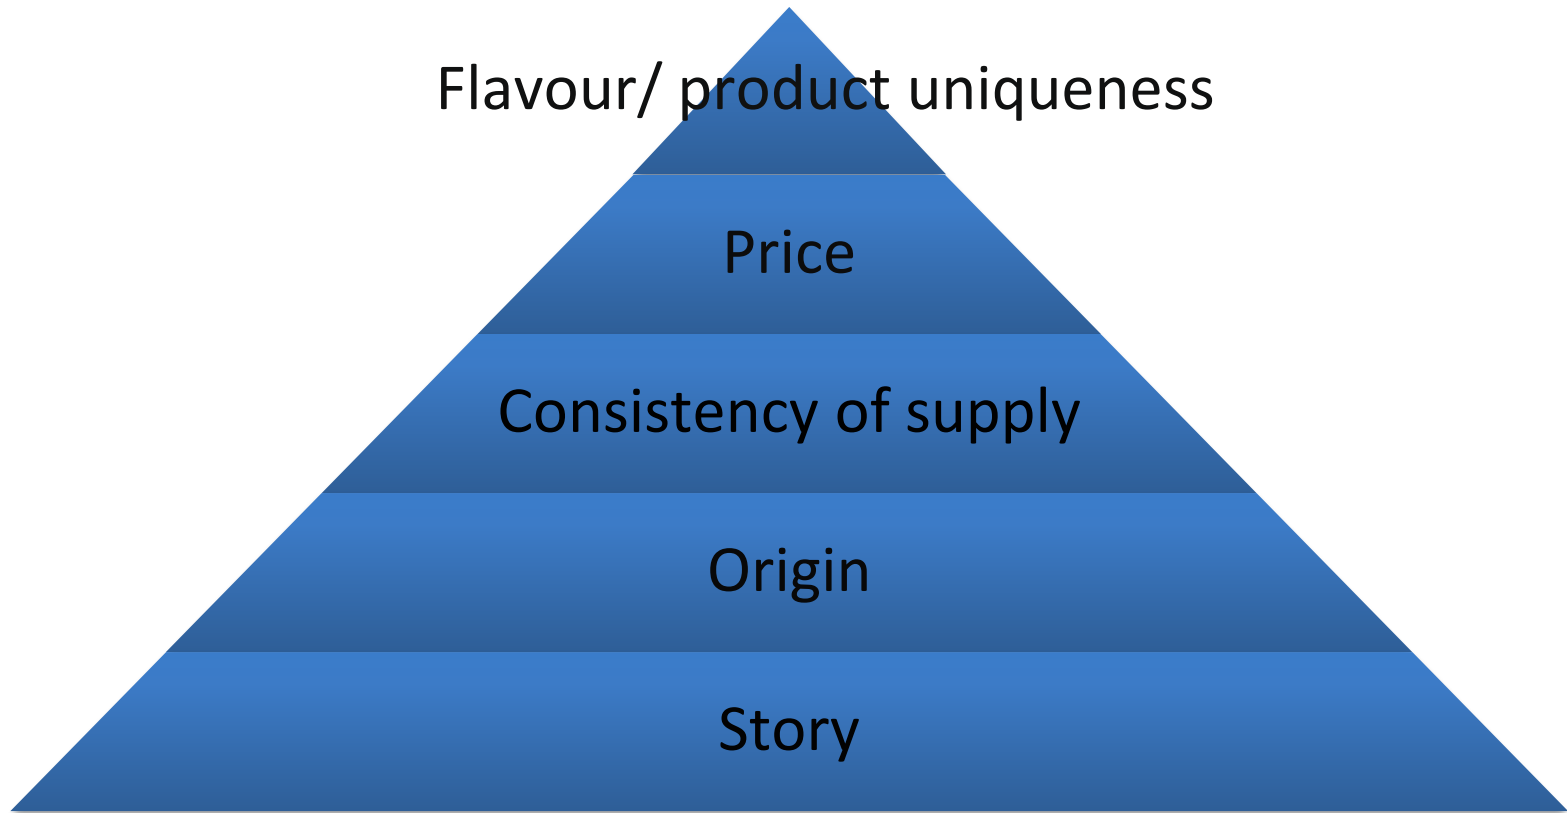 Flavour/ product uniqueness
Price
Consistency of supply
Origin
Story